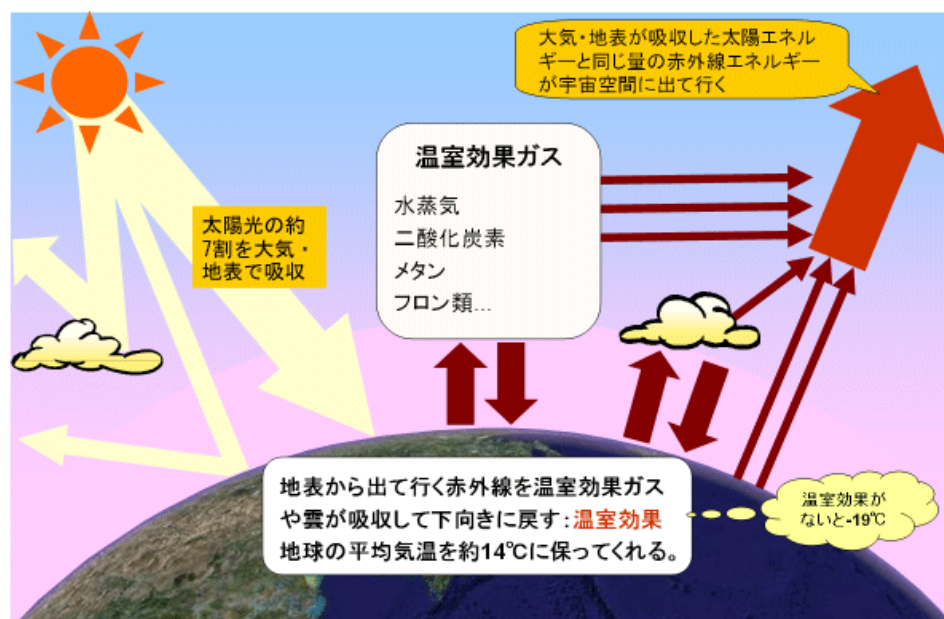 大気・地表が吸収した太陽エネル
ギーと同じ量の赤外線エネルギー
が宇宙空間に出て行く
温室効果ガス
水蒸気
二酸化炭素
メタン
フロン類…
太陽光の約
7割を大気・
地表で吸収
地表から出て行く赤外線を温室効果ガス
や雲が吸収して下向きに戻す:温室効果
地球の平均気温を約14℃に保ってくれる。
温室効果が
ないと-19℃